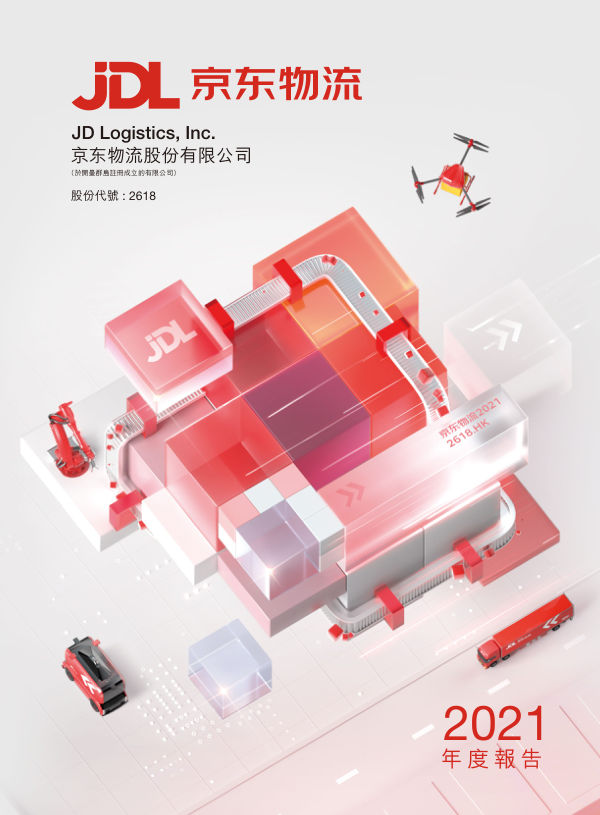 JDL 京东物流
JD Logistics, Inc.
京东物流股份有限公司
(於開曼群島註冊成立的有限公司)
股份代號 : 2618
JDL
京东物流2021
2618.HK
JDL
2021
年度報告